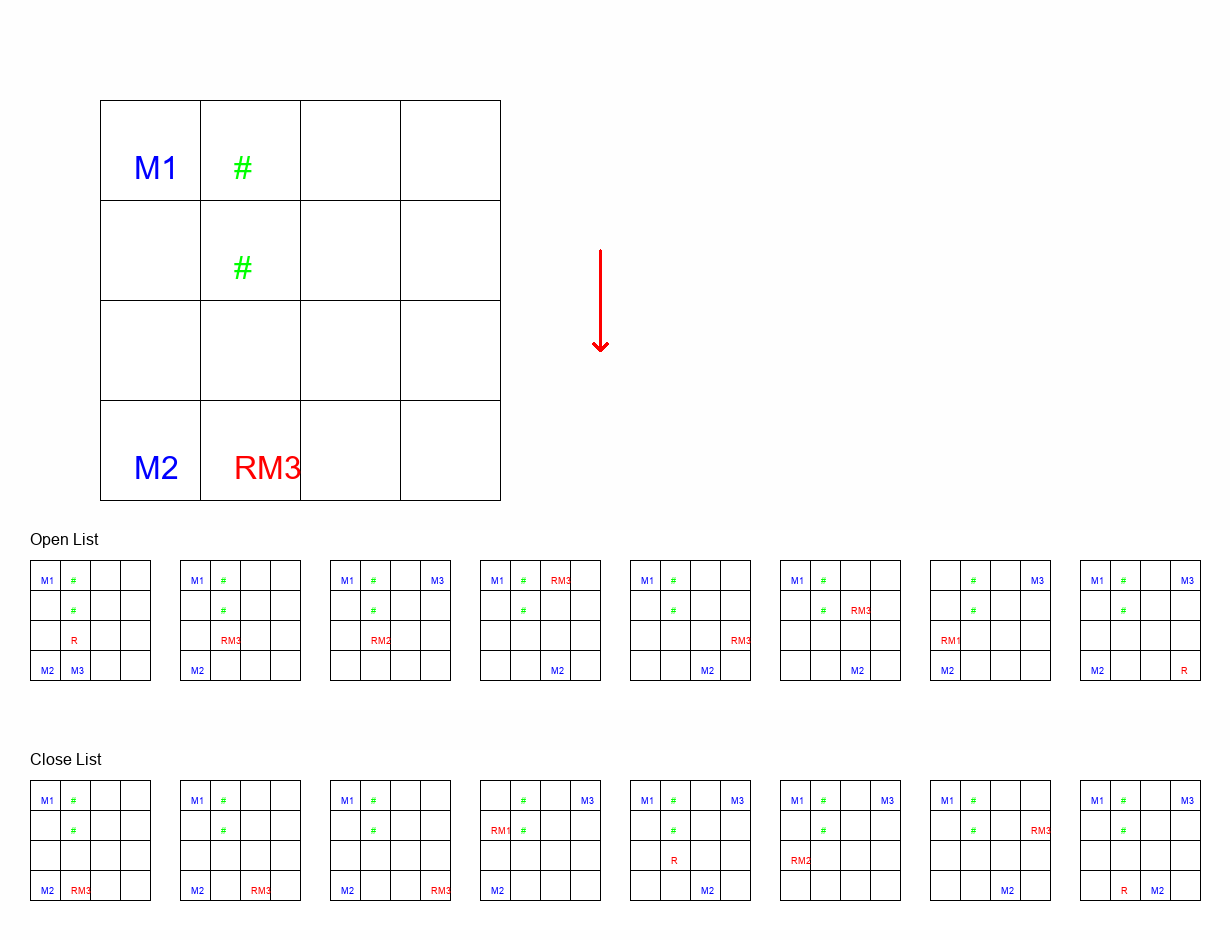 M1 #
#
M2 RM3
Open List
M1 # M1 # M1 # M3 M1 # RM3 M1 # M1 # # M3 M1 # M3
# # # # # # # #
R RM3 RM2 RM3 RM3 RM1
M2 M3 M2 M2 M2 M2 M2 M2 R
Close List
M1 # M1 # M1 # # M3 M1 # M3 M1 # M3 M1 # M1 # M3
# # # RM1 # # # # RM3 #
R RM2
M2 RM3 M2 RM3 M2 RM3 M2 M2 M2 R M2